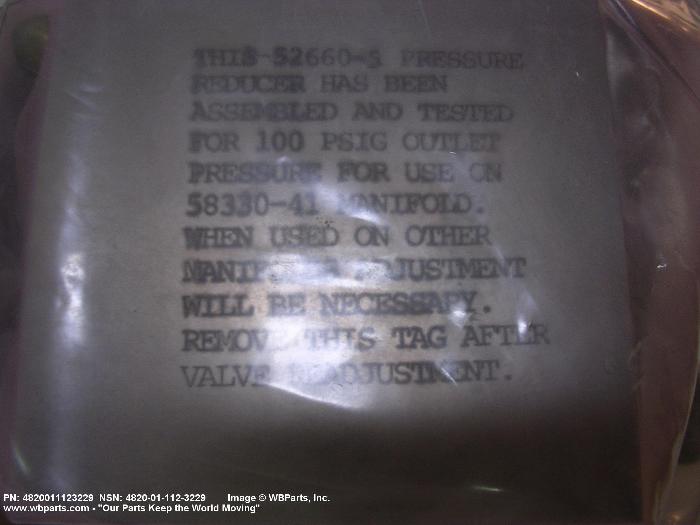 THIS 52660-5 PRESSURE
REDUCER HAS BEEN
ASSEMBLED AND TESTED
FOR 100 PSIG OUTLET
PRESSURE FOR USE ON
58330-41 MANIFOLD.
WHEN USED ON OTHER
ADJUSTMENT
WILL BE NECESSARY.
REMOVE THIS TAG AFTER
VALVE READJUSTMENT.
PN: 4820011123229 NSN: 4820-01-112-3229 Image © WBParts, Inc.
www.wbparts.com - "Our Parts Keep the World Moving"